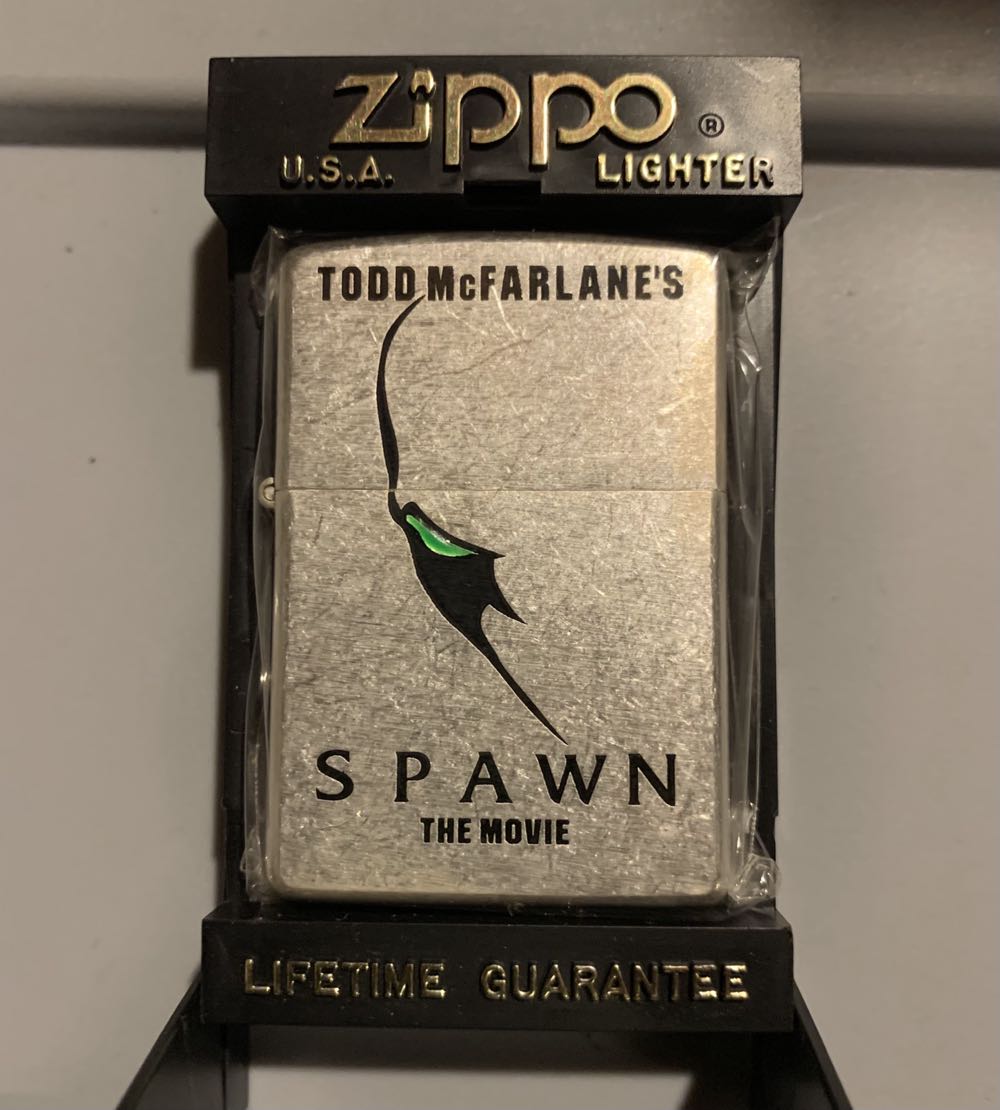 Zippo ®
U.S.A. LIGHTER
TODD McFARLANE'S
SPAWN
THE MOVIE
LIFETIME GUARANTEE